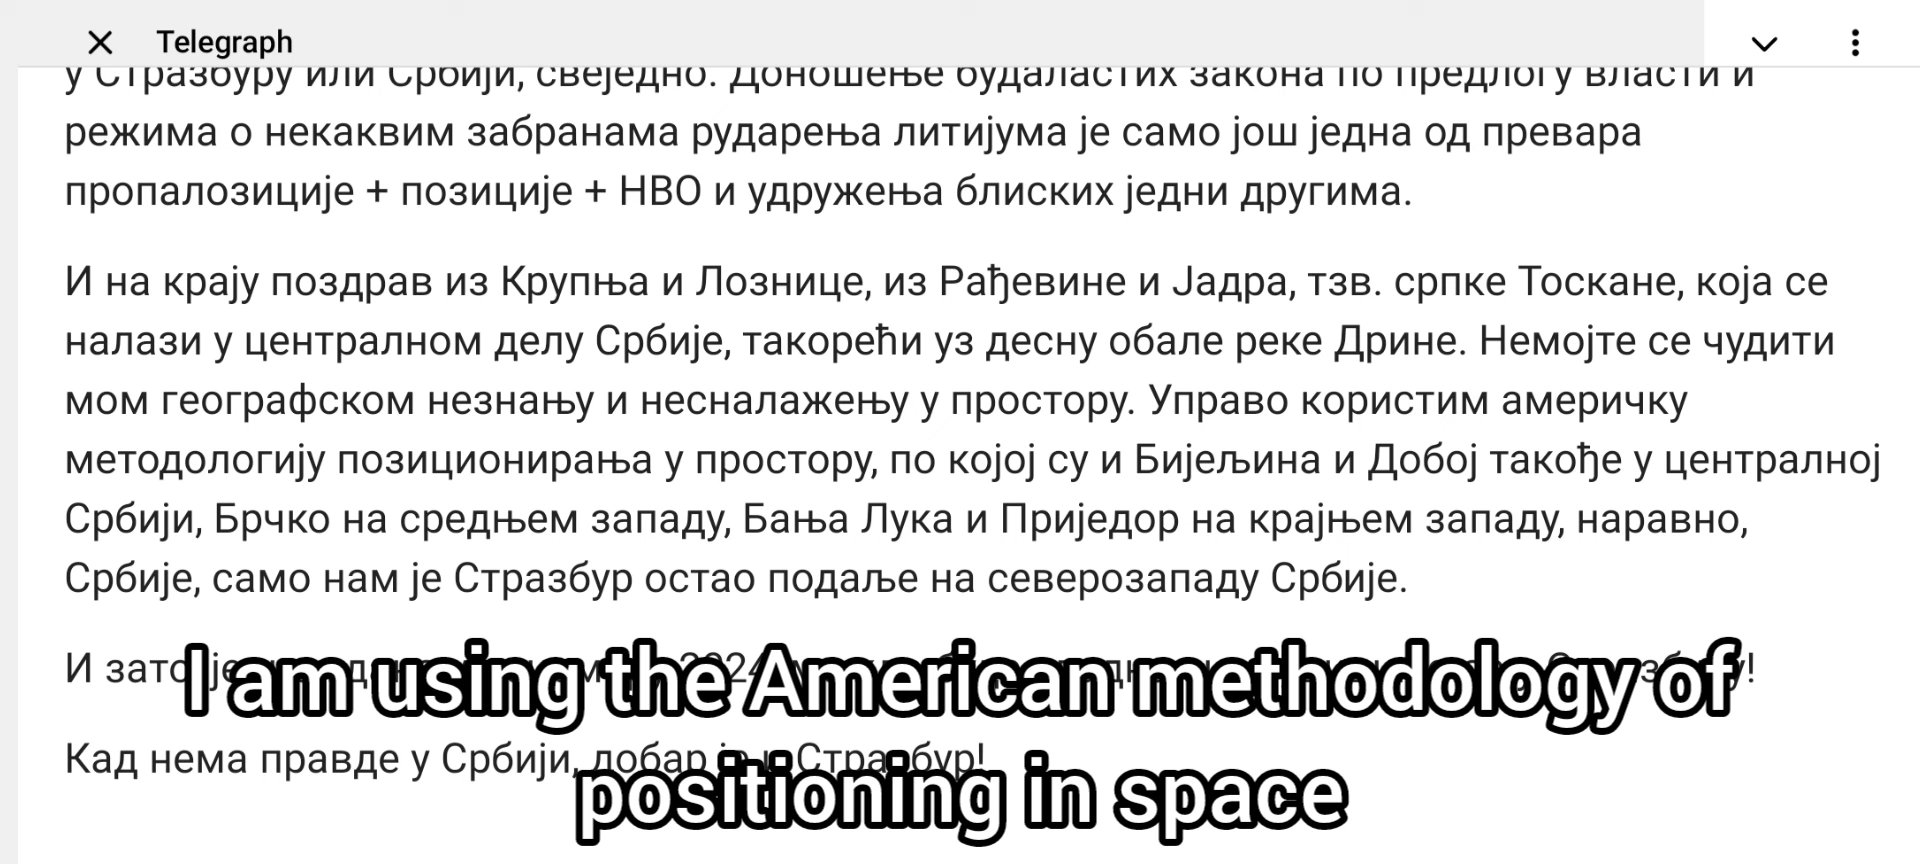 Telegraph
у Стразбуру или Србији, свеједно. Доношење будаластих закона по предлогу власти и
режима о некаквим забранама рударења литијума је само још једна од превара
пропалозиције + позиције + НВО и удружења блиских једни другима.
И на крају поздрав из Крупња и Лознице, из Рађевине и Јадра, тзв. српке Тоскане, која се
налази у централном делу Србије, такорећи уз десну обале реке Дрине. Немојте се чудити
мом географском незнању и несналажењу у простору. Управо користим америчку
методологију позиционирања у простору, по којој су и Бијељина и Добој такође у централној
Србији, Брчко на средњем западу, Бања Лука и Приједор на крајњем западу, наравно,
Србије, само нам је Стразбур остао подаље на северозападу Србије.
И зато је 2024
I am using the American methodology of
Кад нема правде у Србији, добар је и Стразбур!
positioning in space